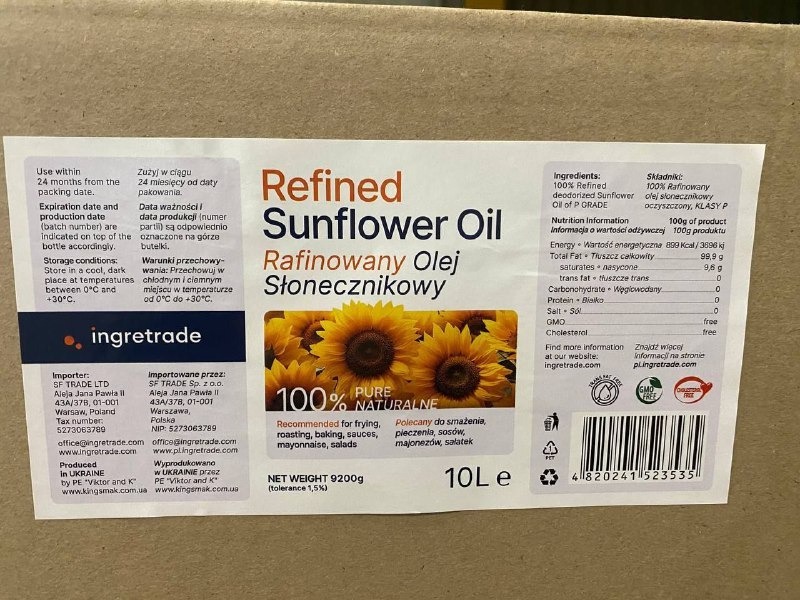 Use within
24 months from the
packing date.
Expiration date and
production date
(batch number) are
indicated on top of the
bottle accordingly.
Storage conditions:
Store in a cool, dark
place at temperatures
between 0°C and
+30°C.
Zużyj w ciągu
24 miesięcy od daty
pakowania.
Data ważności i
data produkcji (numer
partii) są odpowiednio
oznaczone na górze
butelki.
Warunki przechowy-
wania: Przechowuj w
chłodnym i ciemnym
miejscu w temperaturze
od 0°C do +30°C.
ingretrade
Importer:
SF TRADE LTD
Aleja Jana Pawła II
43A/37B, 01-001
Warsaw, Poland
Tax number:
5273063789
office@ingretrade.com
www.ingretrade.com
Produced
in UKRAINE
by PE "Viktor and K"
www.kingsmak.com.ua
Importowane przez:
SF TRADE Sp. z o.o.
Aleja Jana Pawła II
43A/37B, 01-001
Warszawa,
Polska
NIP: 5273063789
office@ingretrade.com
www.pl.ingretrade.com
Wyprodukowano
w UKRAINIE przez
PE "Viktor and K"
www.kingsmak.com.ua
Refined
Sunflower Oil
Rafinowany Olej
Słonecznikowy
100% PURE
NATURALNE
Recommended for frying,
roasting, baking, sauces,
mayonnaise, salads
Polecany do smażenia,
pieczenia, sosów,
majonezów, sałatek
NET WEIGHT 9200g
(tolerance 1,5%)
10L e
Ingredients:
100% Refined
deodorized Sunflower
Oil of P GRADE
Składniki:
100% Rafinowany
olej słonecznikowy
oczyszczony, KLASY P
Nutrition Information 100g of product
Informacja o wartości odżywczej 100g produktu
Energy • Wartość energetyczna 899 Kcal / 3696 kj
Total Fat • Tłuszcz całkowity 99,9 g
saturates • nasycone 9,6 g
trans fat • tłuszcze trans 0
Carbonohydrate • Węglowodany 0
Protein • Białko 0
Salt • Sól 0
GMO free
Cholesterol free
Find more information
at our website:
ingretrade.com
Znajdź więcej
informacji na stronie
pl.ingretrade.com
TRANS FAT FREE
GMO
FREE
CHOLESTEROL
FREE
1
PET
4 820241 523535